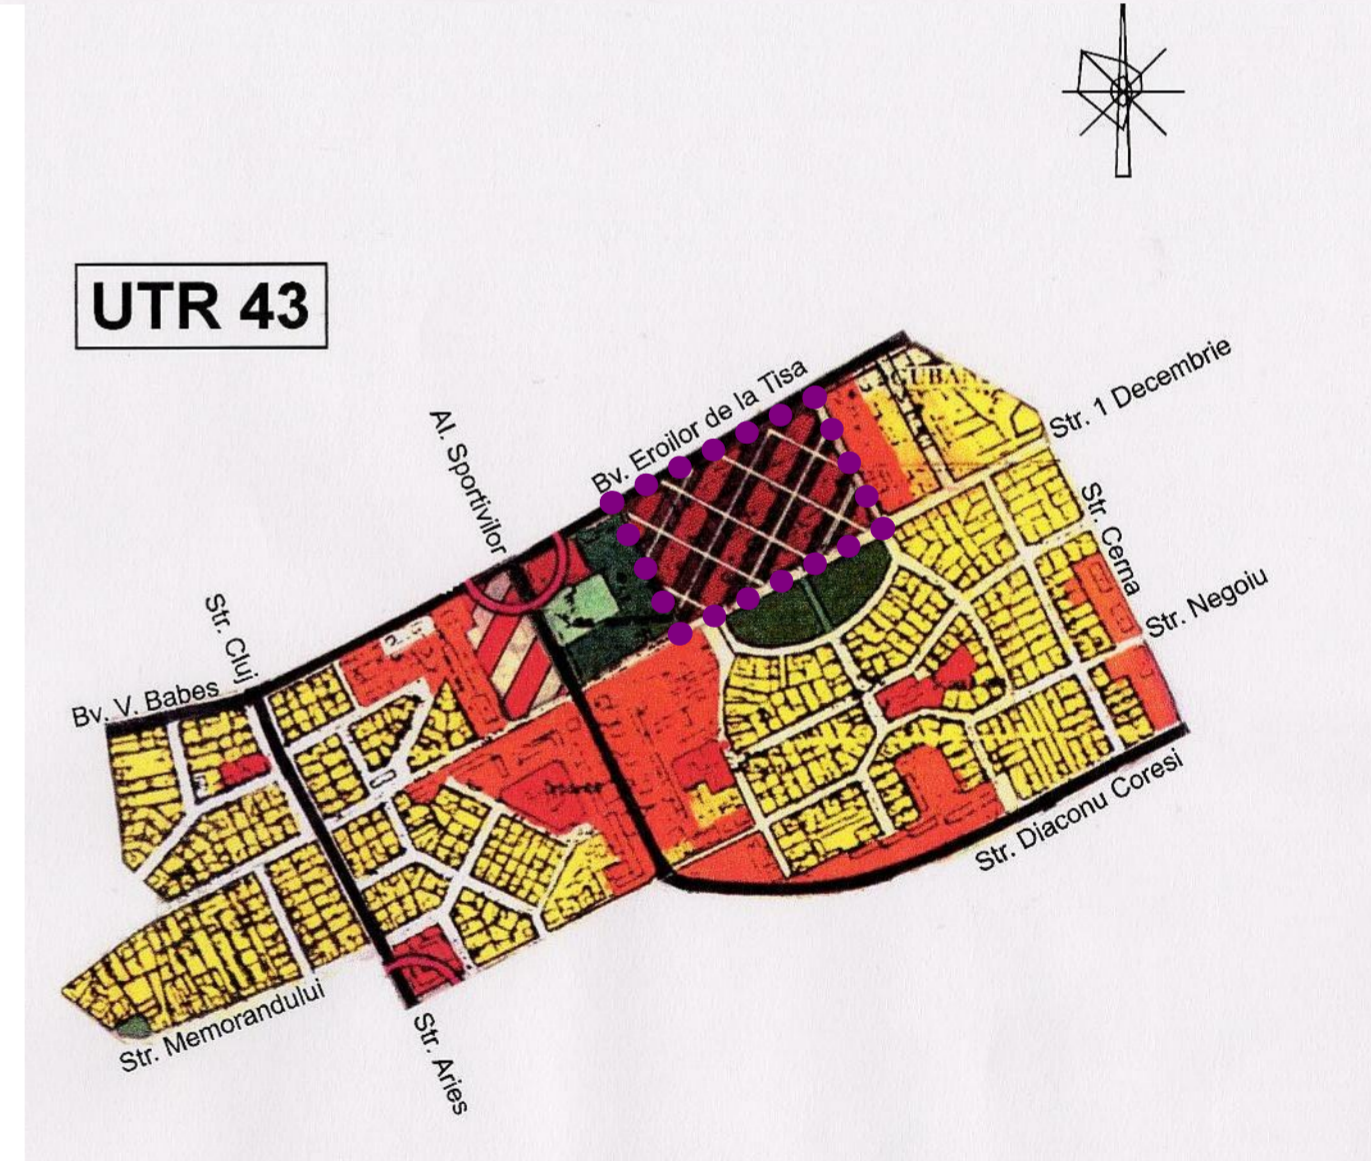 UTR 43
Bv. Eroilor de la Tisa
Str. 1 Decembrie
Al. Sportivilor
Str. Cerna
Str. Negoiu
Str. Cluj
Bv. V. Babes
Str. Diaconu Coresi
Str. Memorandului
Str. Aries